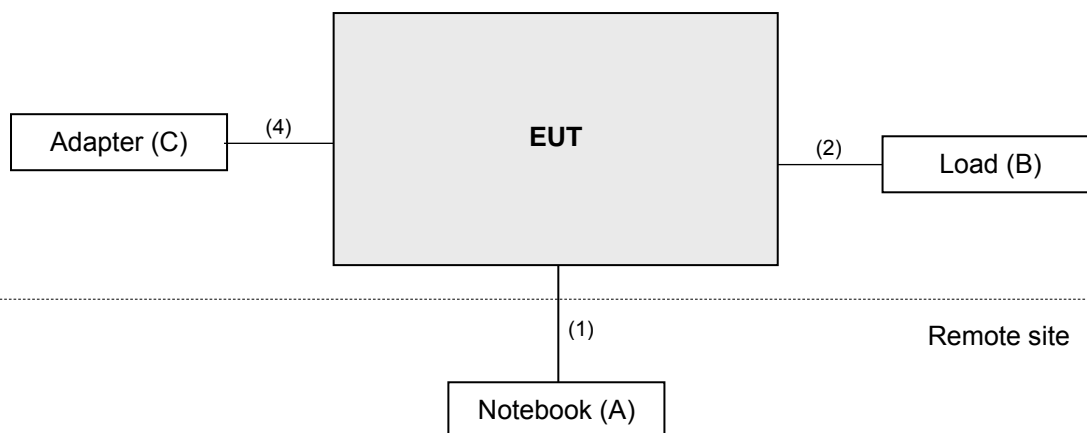 EUT
Adapter (C)
(4)
(2)
Load (B)
(1)
Remote site
Notebook (A)